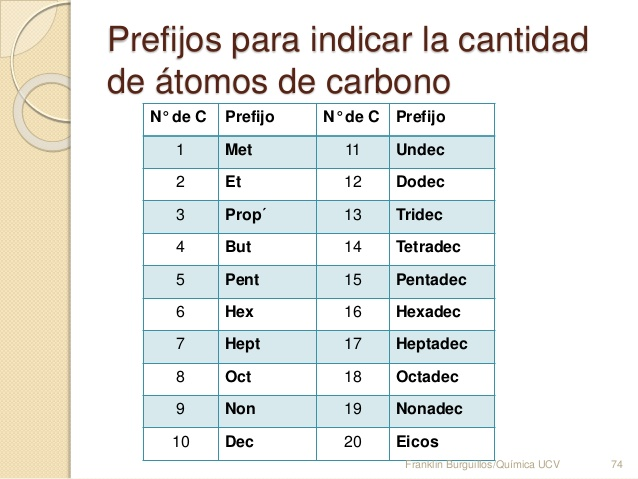 Prefijos para indicar la cantidad
de átomos de carbono
N° de C Prefijo N° de C Prefijo
1 Met 11 Undec
2 Et 12 Dodec
3 Prop´ 13 Tridec
4 But 14 Tetradec
5 Pent 15 Pentadec
6 Hex 16 Hexadec
7 Hept 17 Heptadec
8 Oct 18 Octadec
9 Non 19 Nonadec
10 Dec 20 Eicos
Franklin Burguillos/Química UCV 74